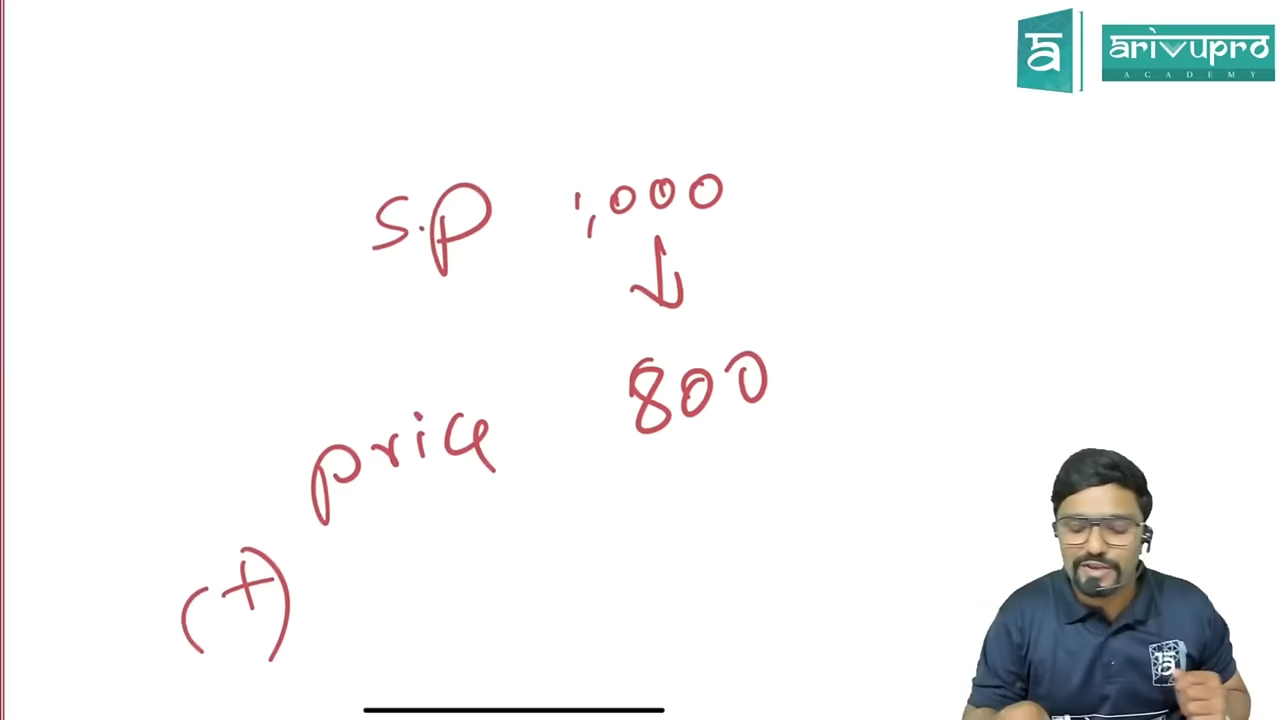 ā arivupro
ACADEMY
S.P 1,000
↓
800
price
(+)